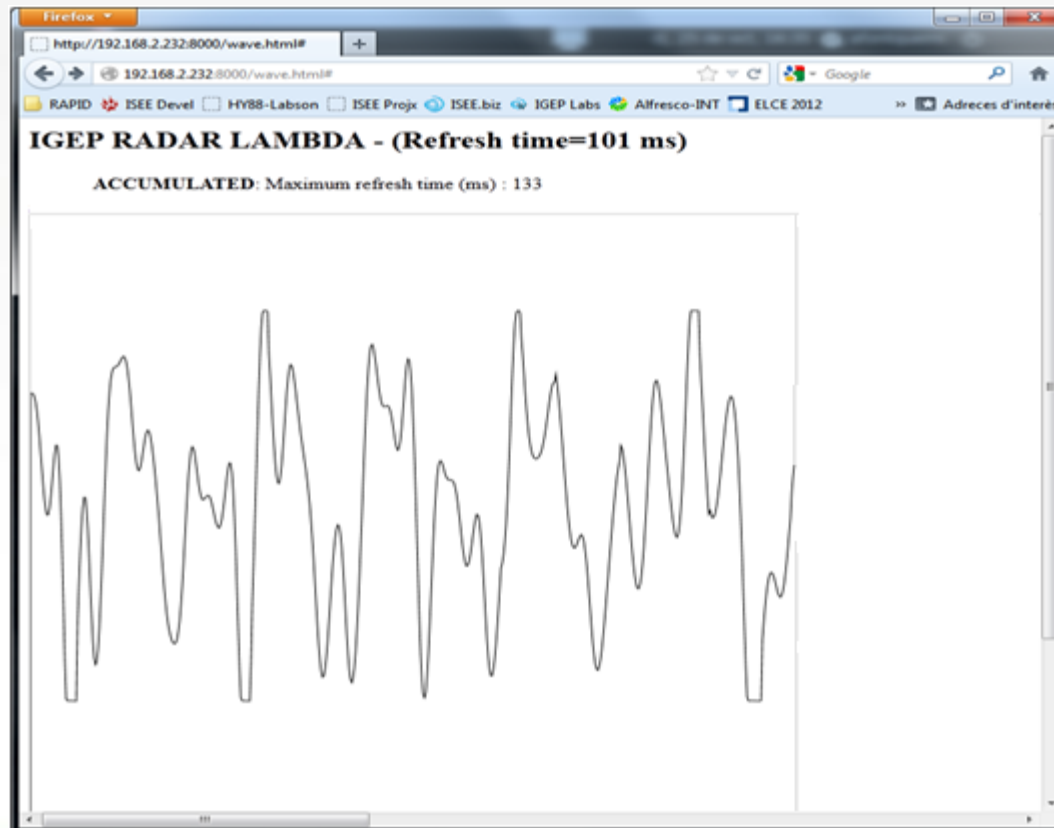 Firefox
http://192.168.2.232:8000/wave.html#
192.168.2.232:8000/wave.html#
Google
RAPID ISEE Devel HY88-Labson ISEE Projx ISEE.biz IGEP Labs Alfresco-INT ELCE 2012 » Adreces d'interès
IGEP RADAR LAMBDA - (Refresh time=101 ms)
ACCUMULATED: Maximum refresh time (ms) : 133